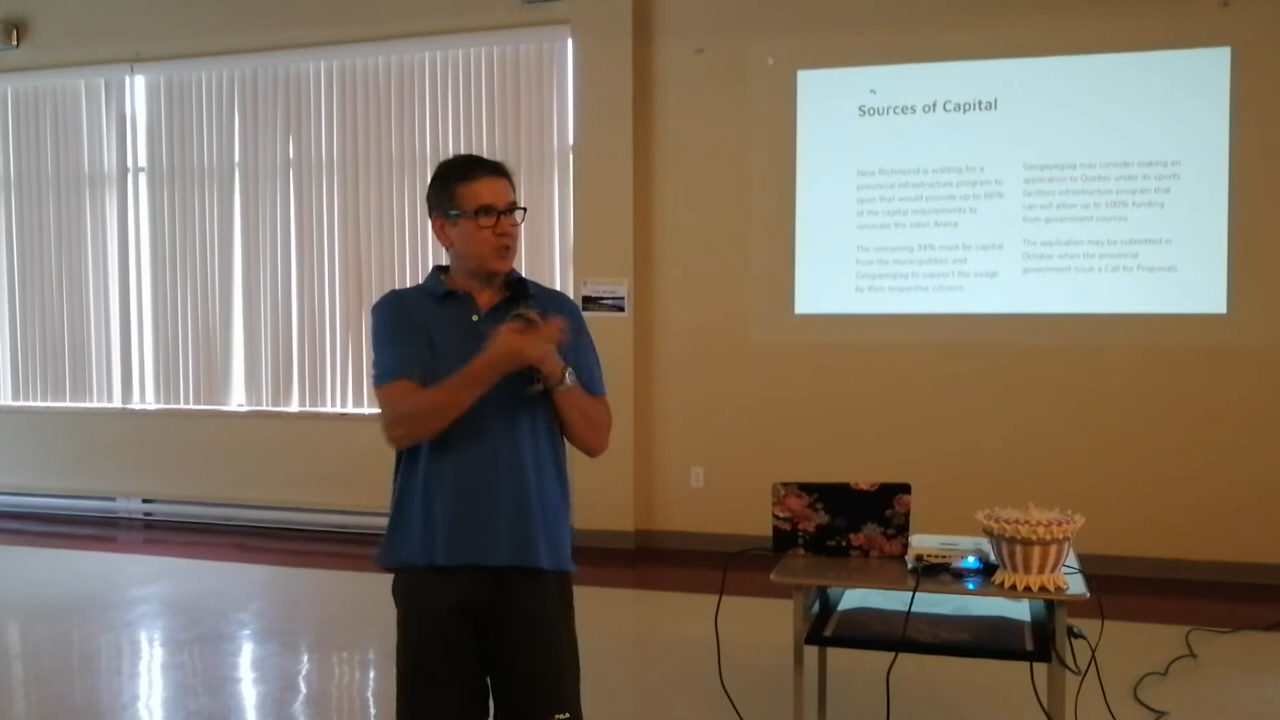 Sources of Capital
New Richmond is waiting for a
provincial infrastructure program to
open that would provide up to 66%
of the capital requirements to
renovate the Arena.
The remaining 34% must be capital
from the municipalities and
Gesgapegiag to support the usage
by their respective citizens.
Gesgapegiag may consider making an
application to Quebec under its sports
facilities infrastructure program that
can will allow up to 100% funding
from government sources.
This application may be submitted in
October when the provincial
government issue a Call for Proposals.
FILA